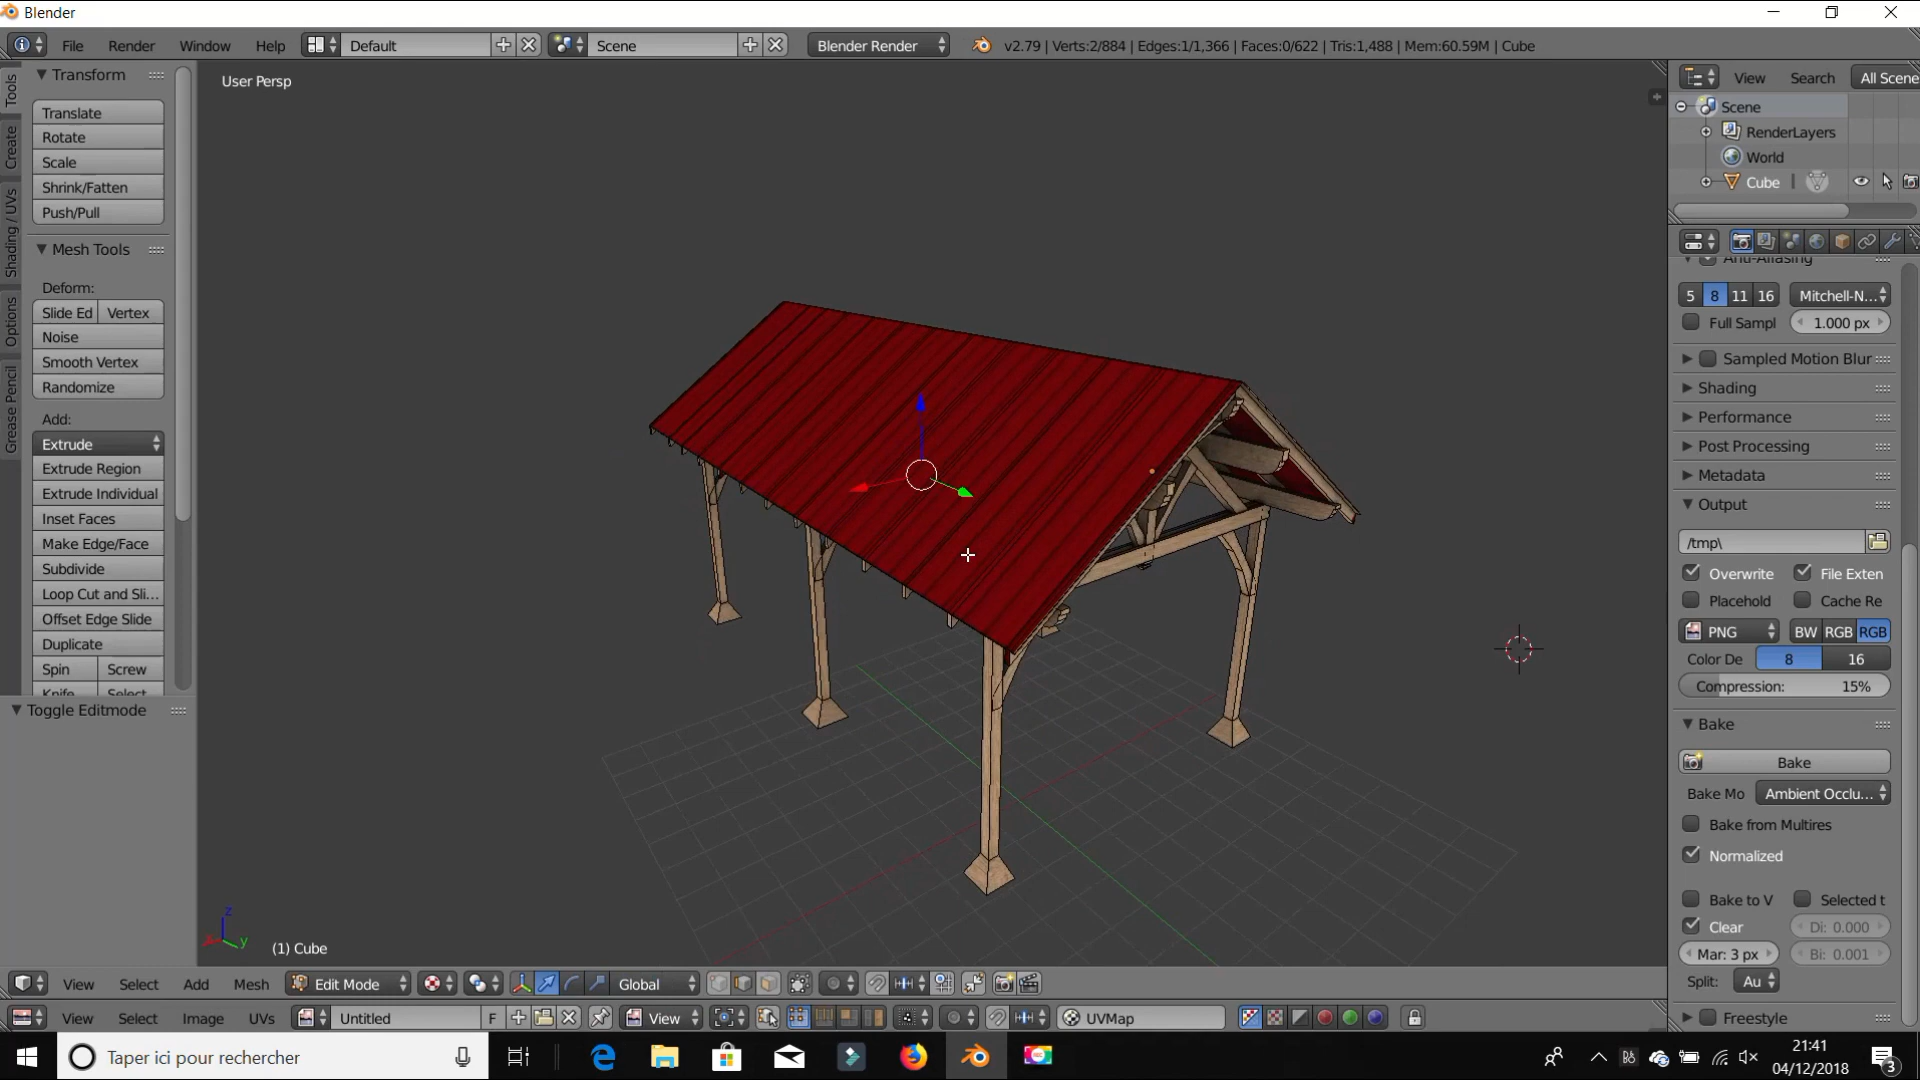 Blender
File Render Window Help Default Scene Blender Render v2.79 | Verts:2/884 | Edges:1/1,366 | Faces:0/622 | Tris:1,488 | Mem:60.59M | Cube
Tools
Create
Shading / UVs
Options
Grease Pencil
Transform
Translate
Rotate
Scale
Shrink/Fatten
Push/Pull
Mesh Tools
Deform:
Slide Ed Vertex
Noise
Smooth Vertex
Randomize
Add:
Extrude
Extrude Region
Extrude Individual
Inset Faces
Make Edge/Face
Subdivide
Loop Cut and Sli...
Offset Edge Slide
Duplicate
Spin Screw
Knife Select
Toggle Editmode
User Persp
z
y
(1) Cube
View Search All Scene
Scene
RenderLayers
World
Cube
Anti-Aliasing
5 8 11 16 Mitchell-N...
Full Sampl 1.000 px
Sampled Motion Blur
Shading
Performance
Post Processing
Metadata
Output
/tmp\
Overwrite File Exten
Placehold Cache Re
PNG BW RGB RGB
Color De 8 16
Compression: 15%
Bake
Bake
Bake Mo Ambient Occlu...
Bake from Multires
Normalized
Bake to V Selected t
Clear Di: 0.000
Mar: 3 px Bi: 0.001
Split: Au
Freestyle
View Select Add Mesh Edit Mode Global
View Select Image UVs Untitled F View UVMap
Taper ici pour rechercher
21:41
04/12/2018
3